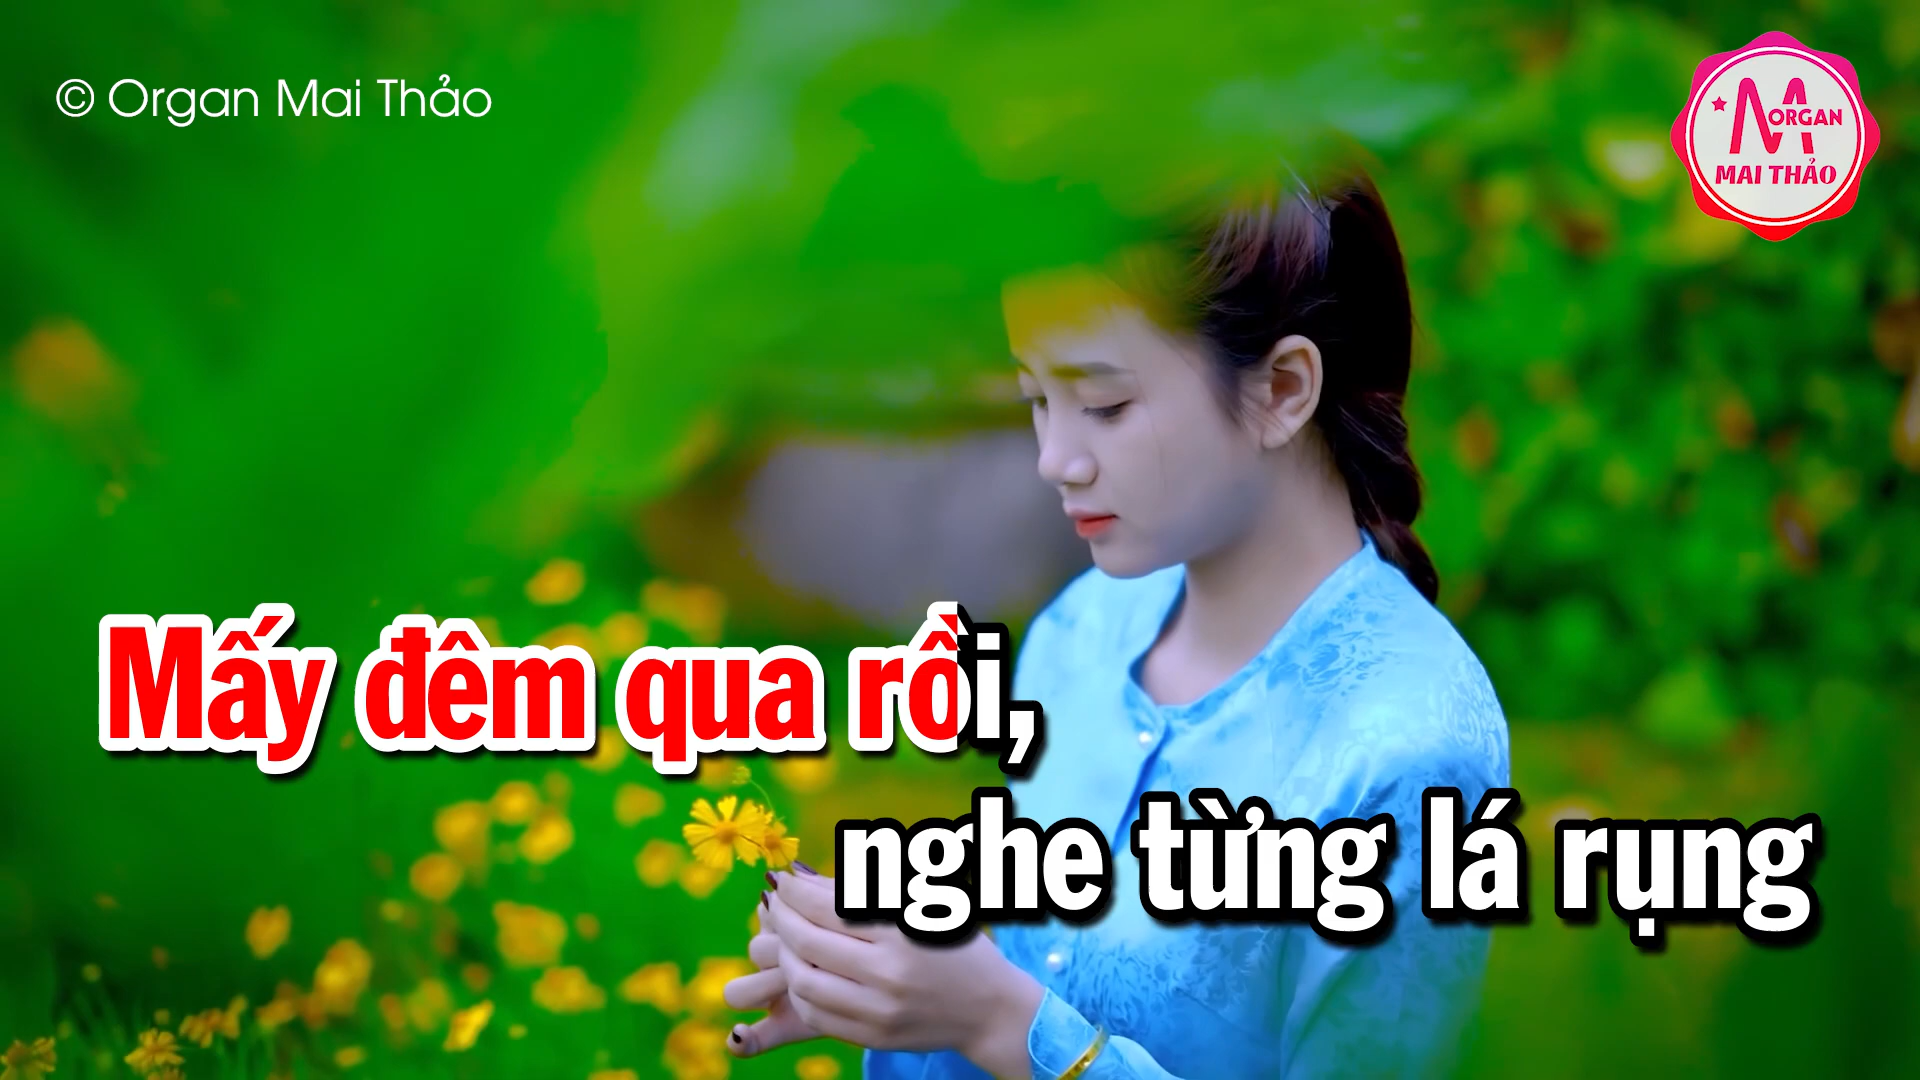 © Organ Mai Thảo
M ORGAN
MAI THẢO
Mấy đêm qua rồi,
nghe từng lá rụng